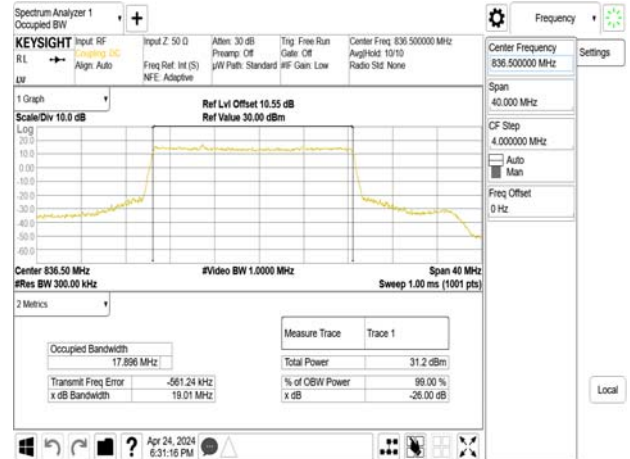 Spectrum Analyzer 1
Occupied BW
Frequency
KEYSIGHT
RL
Input: RF
Coupling: DC
Align: Auto
Input Z: 50 Ω
Freq Ref: Int (S)
NFE: Adaptive
Atten: 30 dB
Preamp: Off
µW Path: Standard
Trig: Free Run
Gate: Off
#IF Gain: Low
Center Freq: 836.500000 MHz
Avg|Hold: 10/10
Radio Std: None
Center Frequency
836.500000 MHz
Settings
Span
40.000 MHz
CF Step
4.000000 MHz
Auto
Man
Freq Offset
0 Hz
Local
1 Graph
Scale/Div 10.0 dB
Ref Lvl Offset 10.55 dB
Ref Value 30.00 dBm
Log
20.0
10.0
0.00
-10.0
-20.0
-30.0
-40.0
-50.0
-60.0
Center 836.50 MHz
#Video BW 1.0000 MHz
Span 40 MHz
#Res BW 300.00 kHz
Sweep 1.00 ms (1001 pts)
2 Metrics
Measure Trace Trace 1
Occupied Bandwidth
17.896 MHz
Total Power 31.2 dBm
Transmit Freq Error -561.24 kHz
% of OBW Power 99.00 %
x dB Bandwidth 19.01 MHz
x dB -26.00 dB
?
Apr 24, 2024
6:31:16 PM